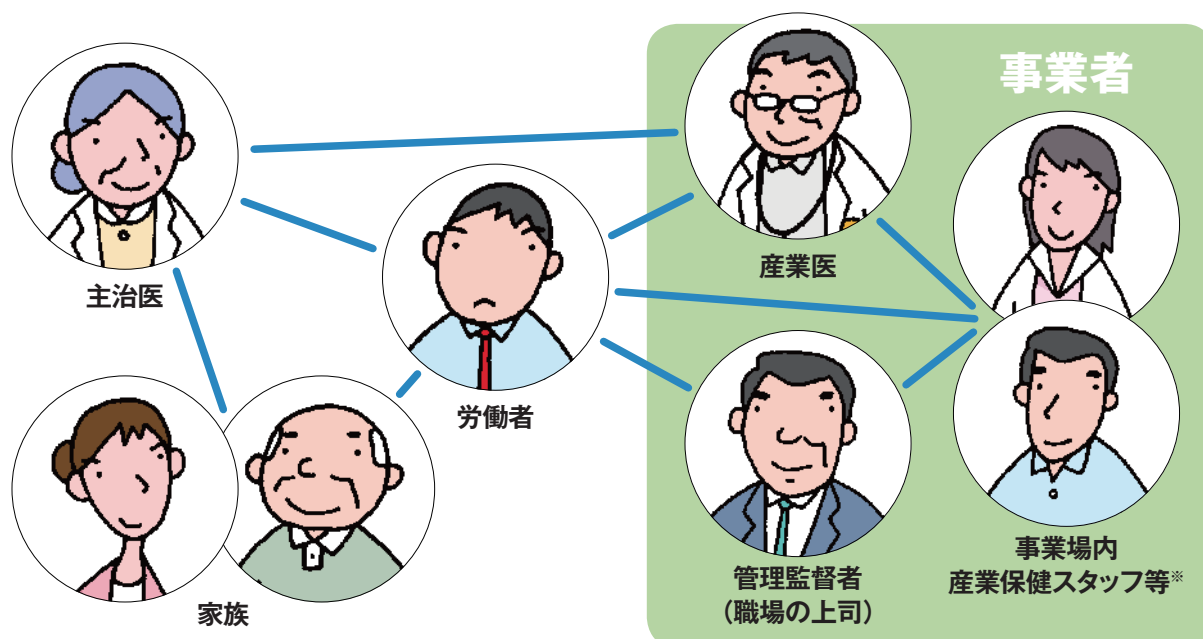 事業者
主治医
産業医
労働者
家族
管理監督者
（職場の上司）
事業場内
産業保健スタッフ等※